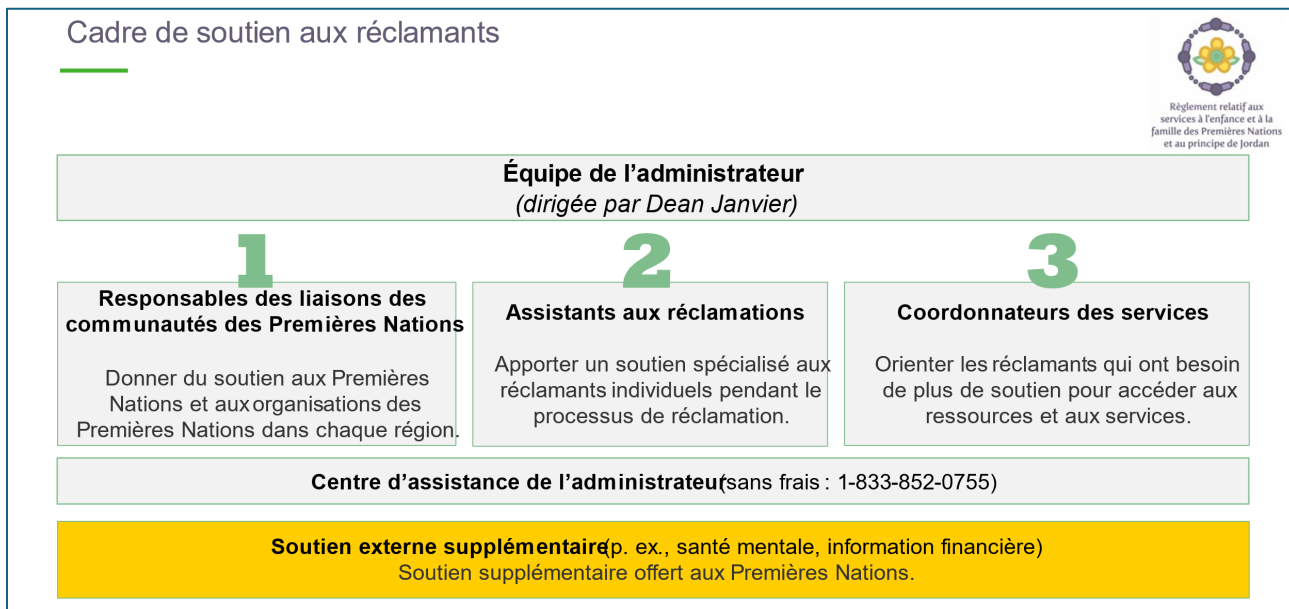 Cadre de soutien aux réclamants
Règlement relatif aux
services à l'enfance et à la
famille des Premières Nations
et au principe de Jordan
Équipe de l'administrateur
(dirigée par Dean Janvier)
1
Responsables des liaisons des
communautés des Premières Nations
Donner du soutien aux Premières
Nations et aux organisations des
Premières Nations dans chaque région.
2
Assistants aux réclamations
Apporter un soutien spécialisé aux
réclamants individuels pendant le
processus de réclamation.
3
Coordonnateurs des services
Orienter les réclamants qui ont besoin
de plus de soutien pour accéder aux
ressources et aux services.
Centre d'assistance de l'administrateur (sans frais : 1-833-852-0755)
Soutien externe supplémentaire (p. ex., santé mentale, information financière)
Soutien supplémentaire offert aux Premières Nations.